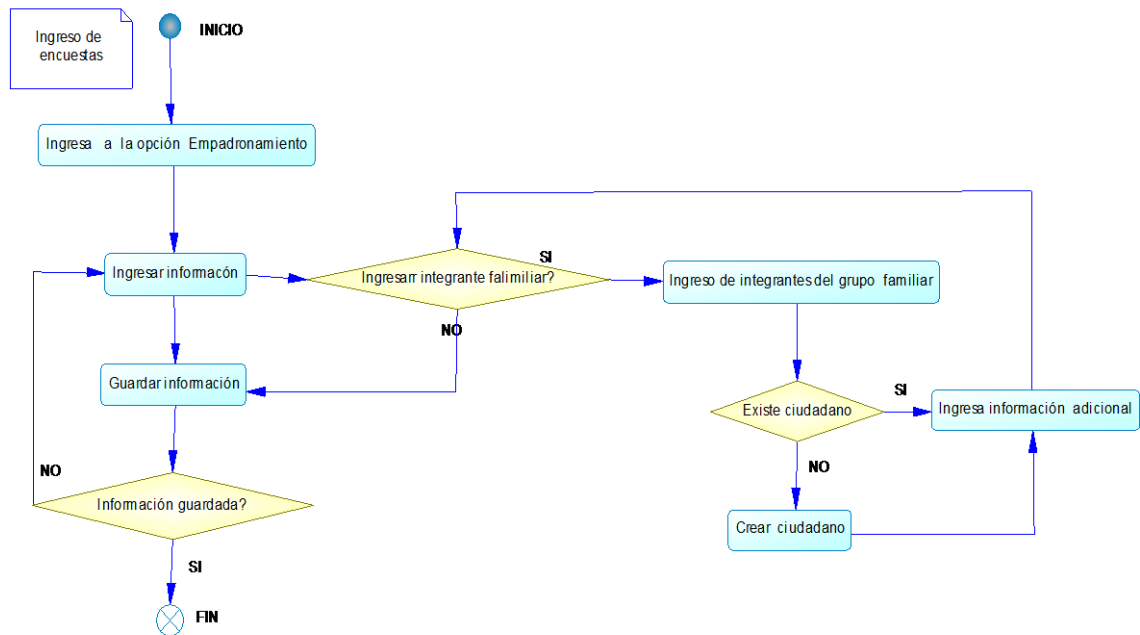 Ingreso de
encuestas
INICIO
Ingresa a la opción Empadronamiento
Ingresar informacón
Ingresarr integrante falimiliar?
SI
Ingreso de integrantes del grupo familiar
NO
Guardar información
Existe ciudadano
SI
Ingresa información adicional
NO
NO
Información guardada?
Crear ciudadano
SI
FIN